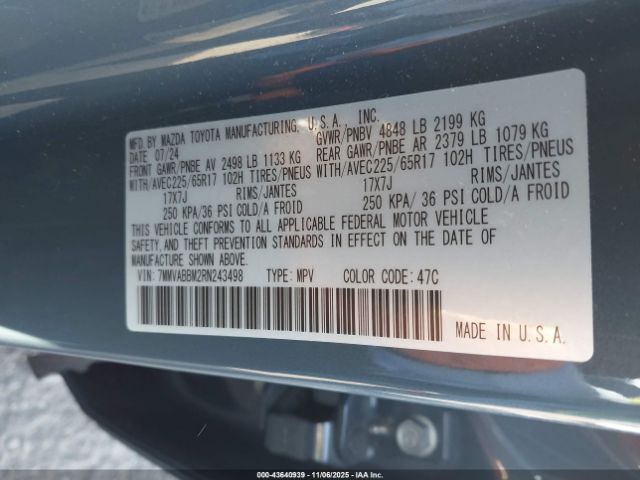 MFD. BY MAZDA TOYOTA MANUFACTURING, U.S.A., INC.
DATE 07/24 GVWR/PNBV 4848 LB 2199 KG
FRONT GAWR/PNBE AV 2498 LB 1133 KG REAR GAWR/PNBE AR 2379 LB 1079 KG
WITH/AVEC225/65R17 102H TIRES/PNEUS WITH/AVEC225/65R17 102H TIRES/PNEUS
17X7J RIMS/JANTES 17X7J RIMS/JANTES
250 KPA/36 PSI COLD/A FROID 250 KPA/ 36 PSI COLD/A FROID
THIS VEHICLE CONFORMS TO ALL APPLICABLE FEDERAL MOTOR VEHICLE
SAFETY, AND THEFT PREVENTION STANDARDS IN EFFECT ON THE DATE OF
MANUFACTURE SHOWN ABOVE.
VIN: 7MMVABBM2RN243498 TYPE: MPV COLOR CODE: 47C
MADE IN U.S.A.
000-43640939 - 11/06/2025 - IAA Inc.